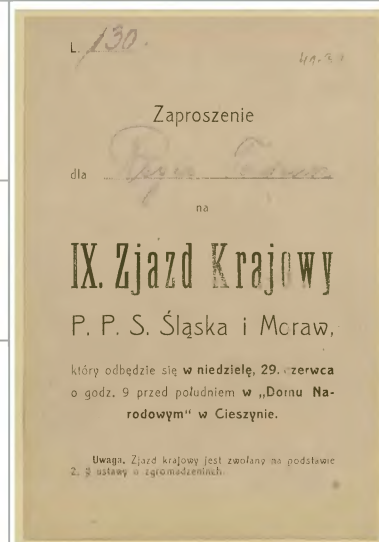 L. 130.
Zaproszenie
dla
na
IX. Zjazd Krajowy
P. P. S. Śląska i Moraw,
który odbędzie się w niedzielę, 29. czerwca
o godz. 9 przed południem w „Domu Na-
rodowym“ w Cieszynie.
Uwaga. Zjazd krajowy jest zwołany na podstawie
2. § ustawy o zgromadzeniach.